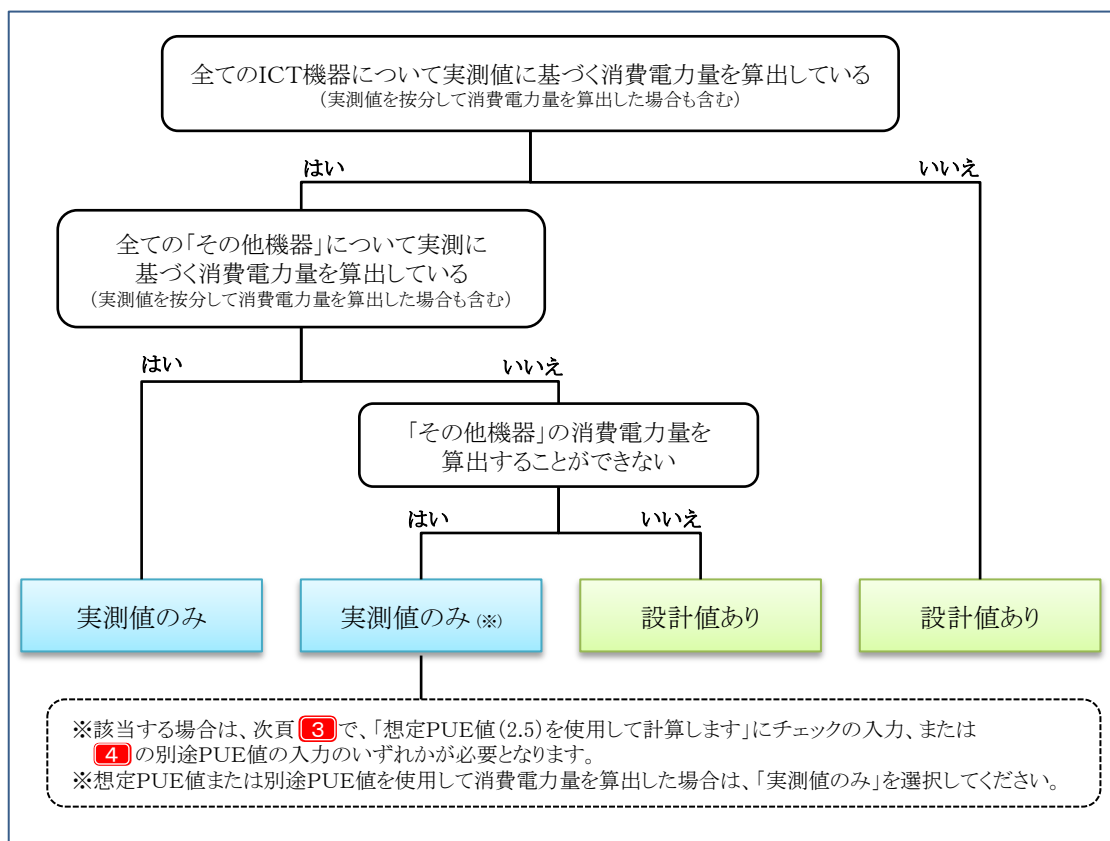 全てのICT機器について実測値に基づく消費電力量を算出している
（実測値を按分して消費電力量を算出した場合も含む）
はい
いいえ
全ての「その他機器」について実測に
基づく消費電力量を算出している
（実測値を按分して消費電力量を算出した場合も含む）
はい
いいえ
「その他機器」の消費電力量を
算出することができない
はい
いいえ
実測値のみ
実測値のみ（※）
設計値あり
設計値あり
※該当する場合は、次頁 3 で、「想定PUE値（2.5）を使用して計算します」にチェックの入力、または
4 の別途PUE値の入力のいずれかが必要となります。
※想定PUE値または別途PUE値を使用して消費電力量を算出した場合は、「実測値のみ」を選択してください。